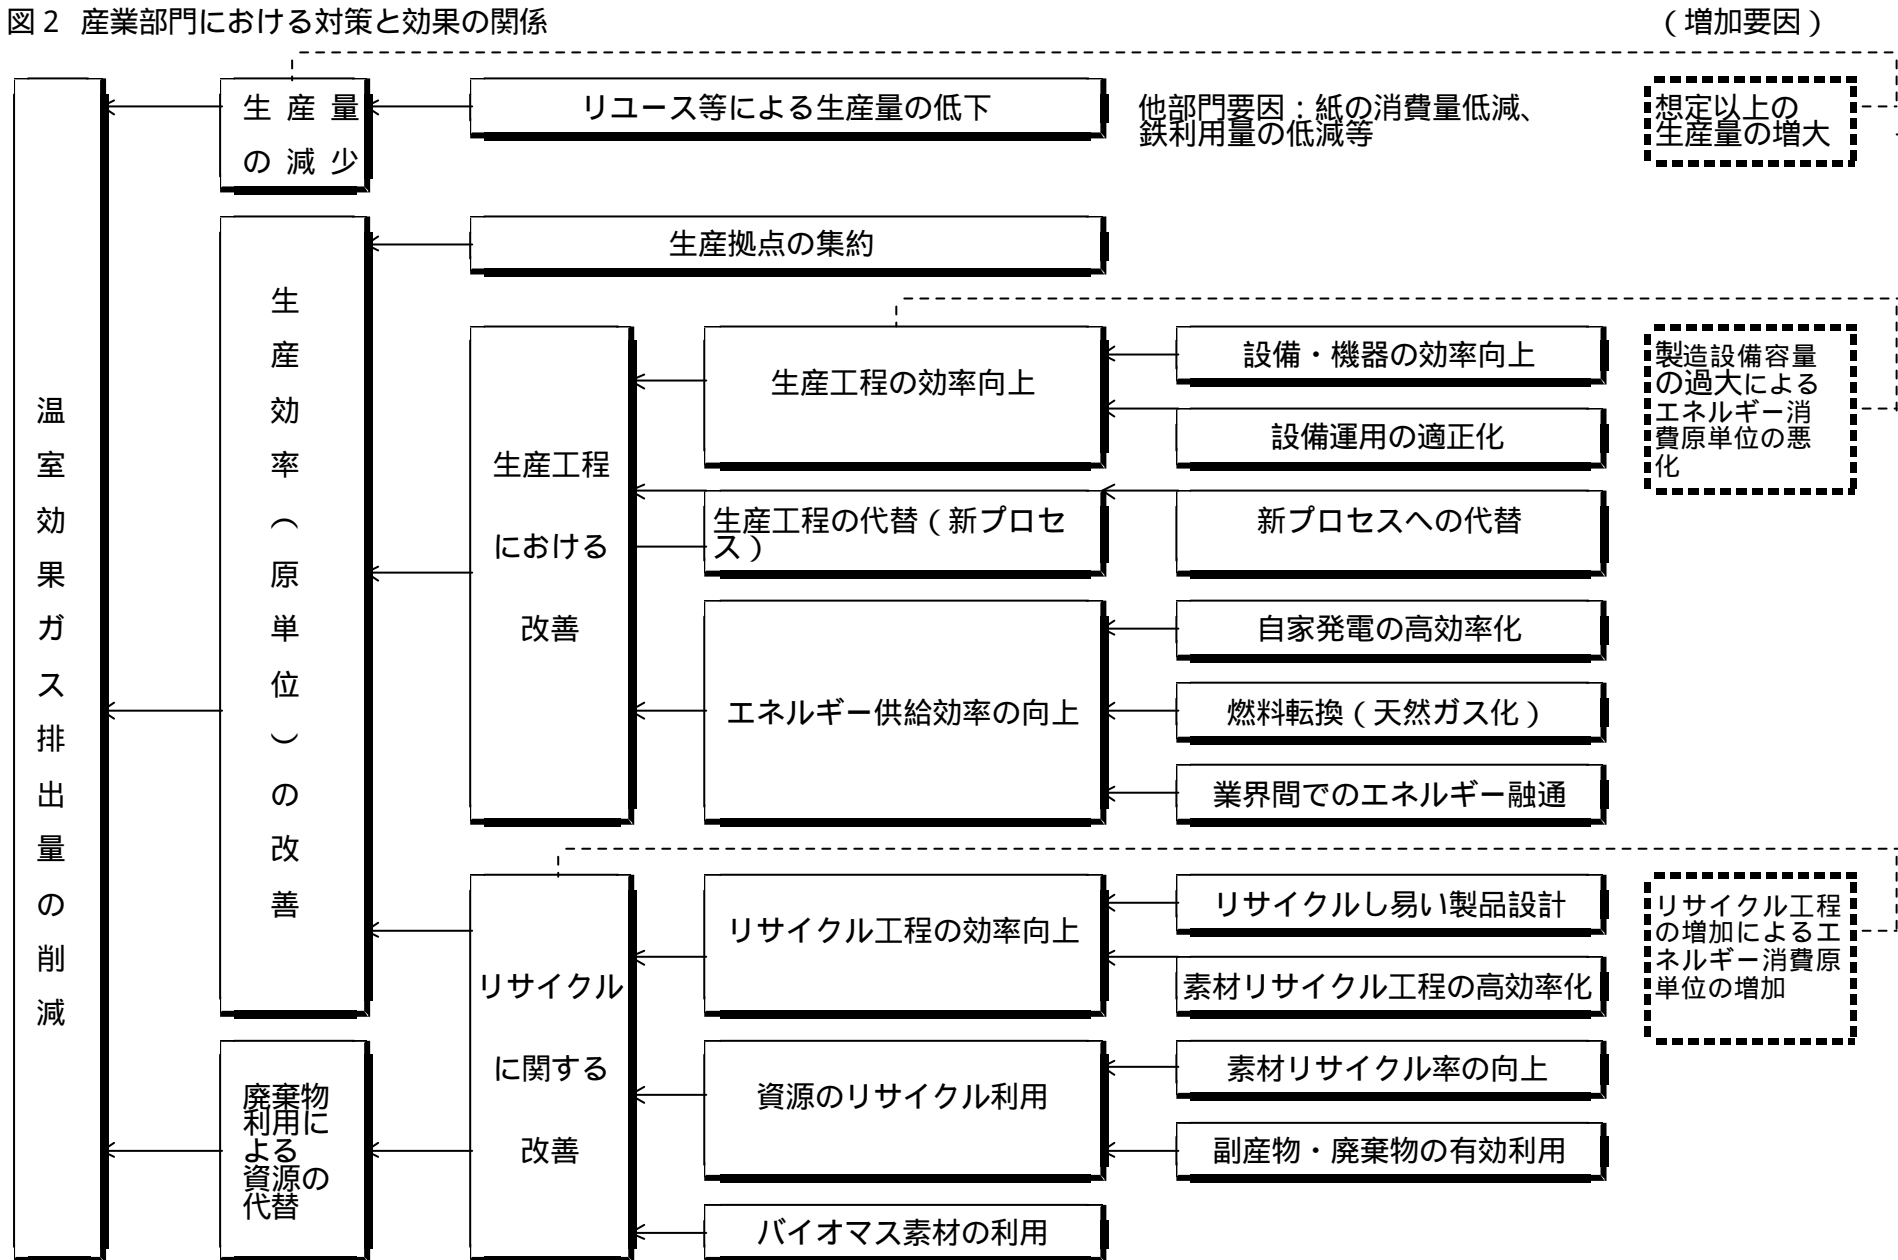 図２ 産業部門における対策と効果の関係
（増加要因）
温室効果ガス排出量の削減
生産量
の減少
リユース等による生産量の低下
他部門要因：紙の消費量低減、
鉄利用量の低減等
想定以上の
生産量の増大
生産効率（原単位）の改善
生産拠点の集約
生産工程
における
改善
生産工程の効率向上
設備・機器の効率向上
設備運用の適正化
製造設備容量
の過大による
エネルギー消
費原単位の悪
化
生産工程の代替（新プロセ
ス）
新プロセスへの代替
エネルギー供給効率の向上
自家発電の高効率化
燃料転換（天然ガス化）
業界間でのエネルギー融通
リサイクル
に関する
改善
リサイクル工程の効率向上
リサイクルし易い製品設計
素材リサイクル工程の高効率化
リサイクル工程
の増加によるエ
ネルギー消費原
単位の増加
廃棄物
利用に
よる
資源の
代替
資源のリサイクル利用
素材リサイクル率の向上
副産物・廃棄物の有効利用
バイオマス素材の利用